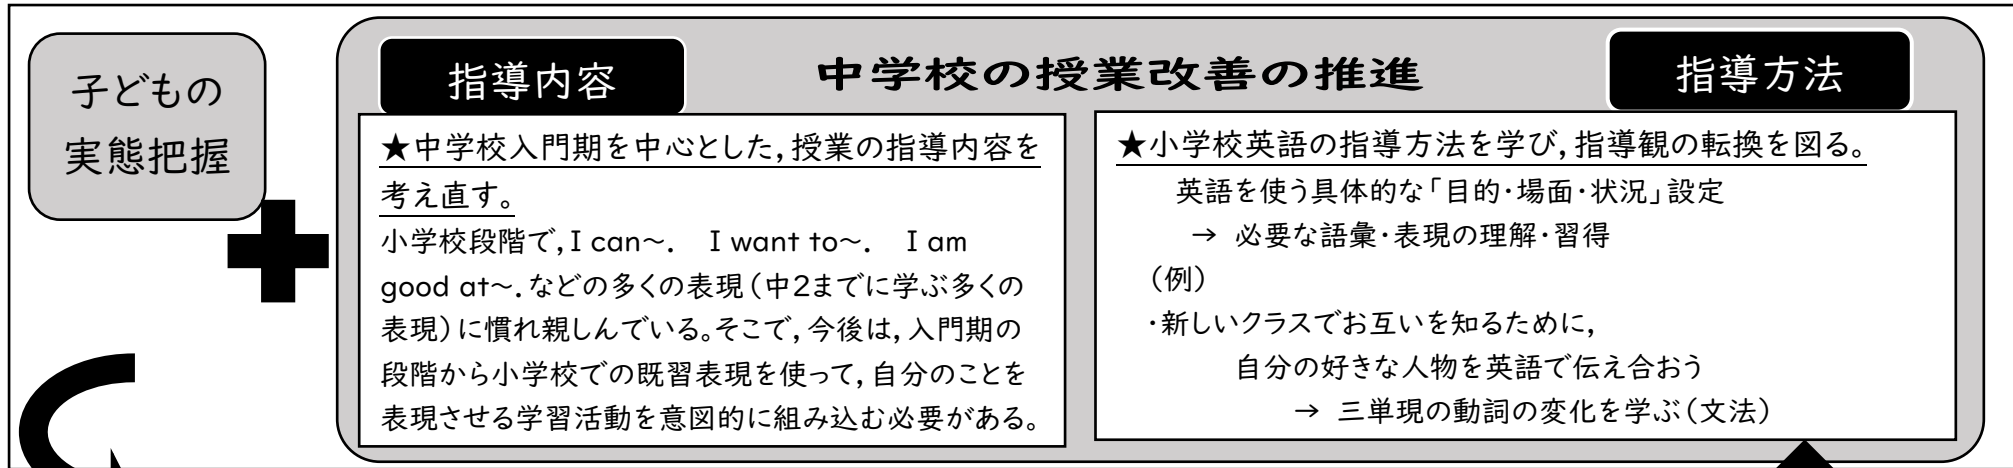 子どもの
実態把握
中学校の授業改善の推進
指導内容
★中学校入門期を中心とした,授業の指導内容を
考え直す。
小学校段階で,I can~. I want to~. I am
good at~.などの多くの表現(中2までに学ぶ多くの
表現)に慣れ親しんでいる。そこで,今後は,入門期の
段階から小学校での既習表現を使って,自分のことを
表現させる学習活動を意図的に組み込む必要がある。
指導方法
★小学校英語の指導方法を学び,指導観の転換を図る。
英語を使う具体的な「目的・場面・状況」設定
→ 必要な語彙・表現の理解・習得
(例)
・新しいクラスでお互いを知るために,
自分の好きな人物を英語で伝え合おう
→ 三単現の動詞の変化を学ぶ(文法)